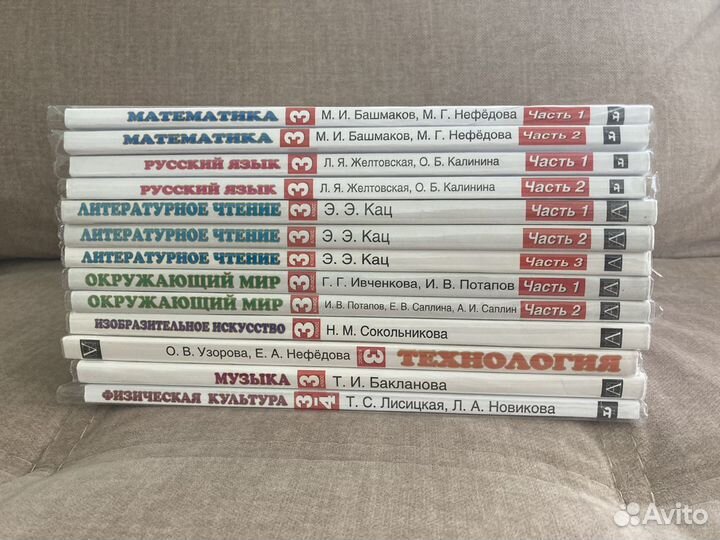 МАТЕМАТИКА 3 М. И. Башмаков, М. Г. Нефёдова Часть 1
МАТЕМАТИКА 3 М. И. Башмаков, М. Г. Нефёдова Часть 2
РУССКИЙ ЯЗЫК 3 Л. Я. Желтовская, О. Б. Калинина Часть 1
РУССКИЙ ЯЗЫК 3 Л. Я. Желтовская, О. Б. Калинина Часть 2
ЛИТЕРАТУРНОЕ ЧТЕНИЕ 3 Э. Э. Кац Часть 1
ЛИТЕРАТУРНОЕ ЧТЕНИЕ 3 Э. Э. Кац Часть 2
ЛИТЕРАТУРНОЕ ЧТЕНИЕ 3 Э. Э. Кац Часть 3
ОКРУЖАЮЩИЙ МИР 3 Г. Г. Ивченкова, И. В. Потапов Часть 1
ОКРУЖАЮЩИЙ МИР 3 И. В. Потапов, Е. В. Саплина, А. И. Саплин Часть 2
ИЗОБРАЗИТЕЛЬНОЕ ИСКУССТВО 3 Н. М. Сокольникова
О. В. Узорова, Е. А. Нефёдова 3 ТЕХНОЛОГИЯ
МУЗЫКА 3 Т. И. Бакланова
ФИЗИЧЕСКАЯ КУЛЬТУРА 3-4 Т. С. Лисицкая, Л. А. Новикова
Avito